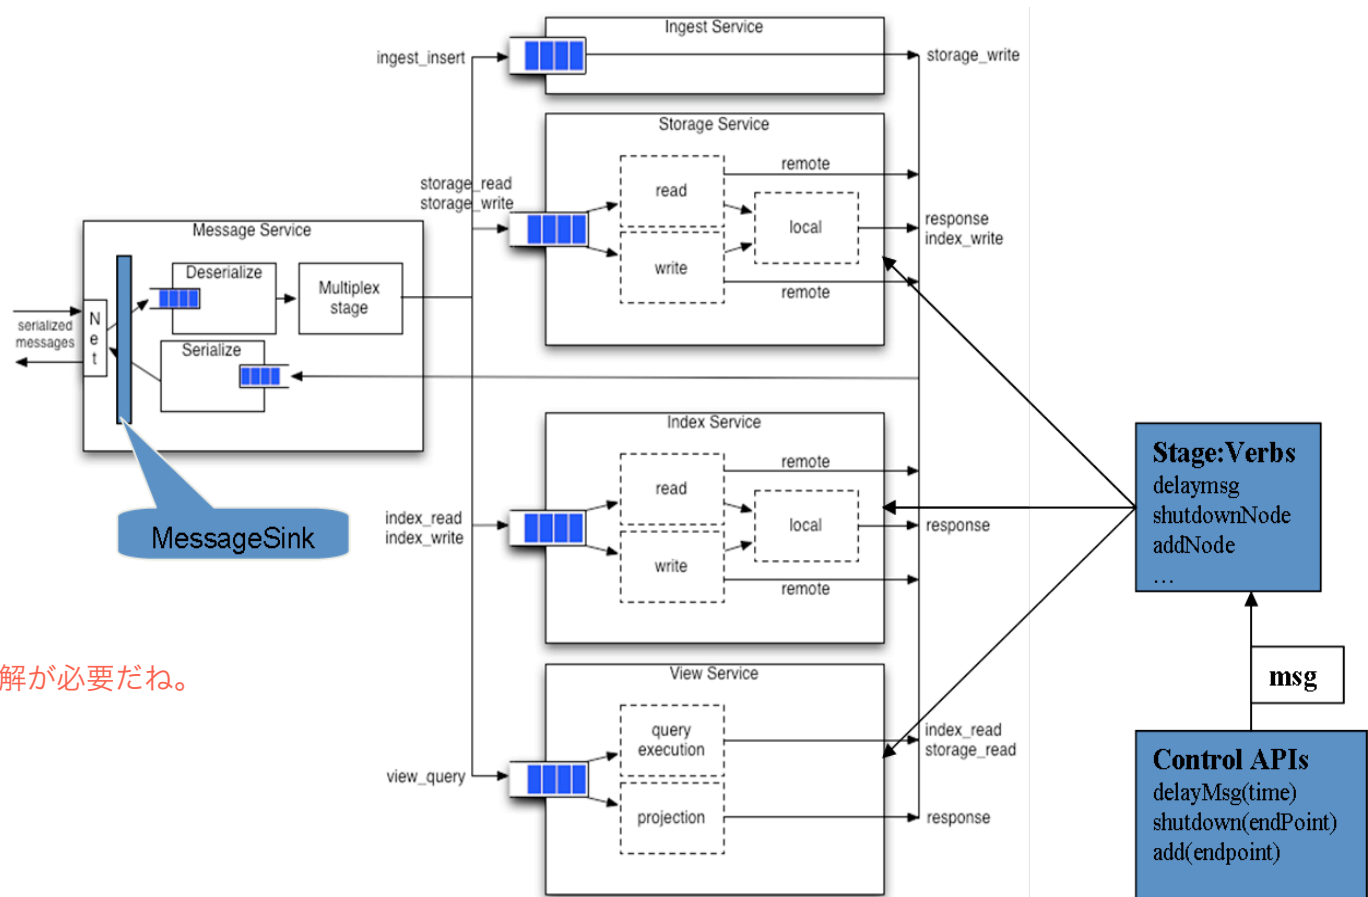 Ingest Service
ingest_insert
storage_write
Storage Service
remote
storage_read
storage_write
read
local
response
index_write
write
remote
Message Service
Deserialize
Multiplex
stage
Net
serialized
messages
Serialize
MessageSink
Index Service
remote
read
index_read
index_write
local
response
write
remote
解が必要だね。
View Service
query
execution
index_read
storage_read
view_query
projection
response
Stage:Verbs
delaymsg
shutdownNode
addNode
…
msg
Control APIs
delayMsg(time)
shutdown(endPoint)
add(endpoint)